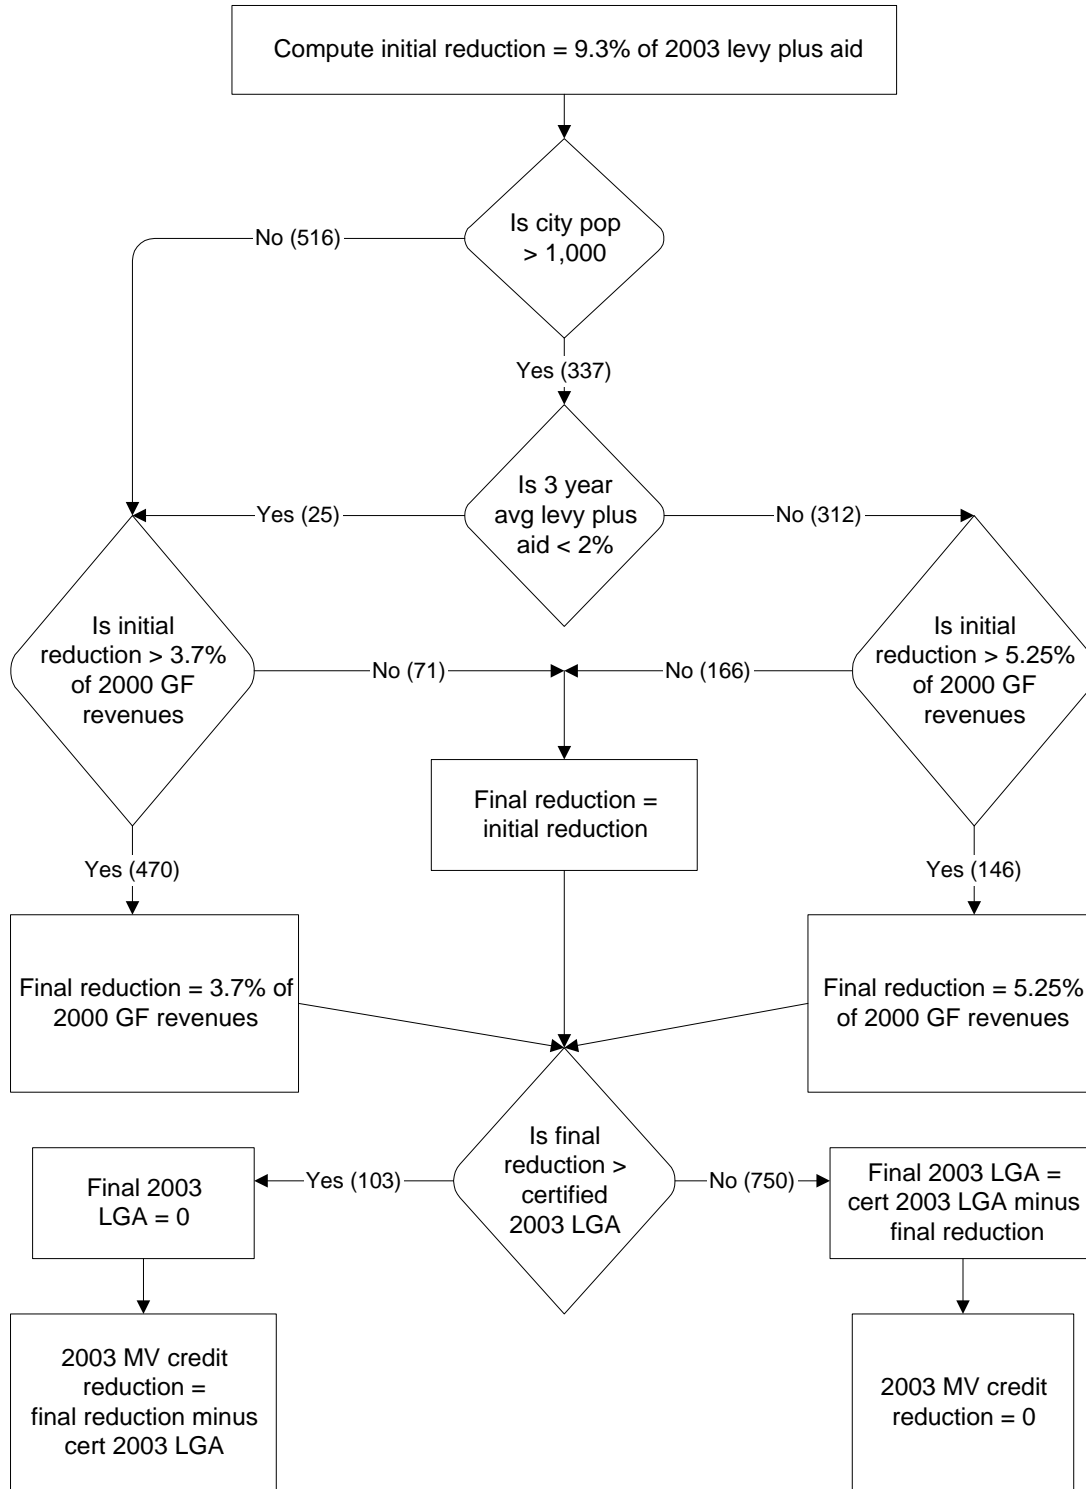 Compute initial reduction = 9.3% of 2003 levy plus aid
Is city pop
> 1,000
No (516)
Yes (337)
Is 3 year
avg levy plus
aid < 2%
Yes (25)
No (312)
Is initial
reduction > 3.7%
of 2000 GF
revenues
No (71)
No (166)
Is initial
reduction > 5.25%
of 2000 GF
revenues
Final reduction =
initial reduction
Yes (470)
Yes (146)
Final reduction = 3.7% of
2000 GF revenues
Final reduction = 5.25%
of 2000 GF revenues
Is final
reduction >
certified
2003 LGA
Yes (103)
No (750)
Final 2003
LGA = 0
Final 2003 LGA =
cert 2003 LGA minus
final reduction
2003 MV credit
reduction =
final reduction minus
cert 2003 LGA
2003 MV credit
reduction = 0